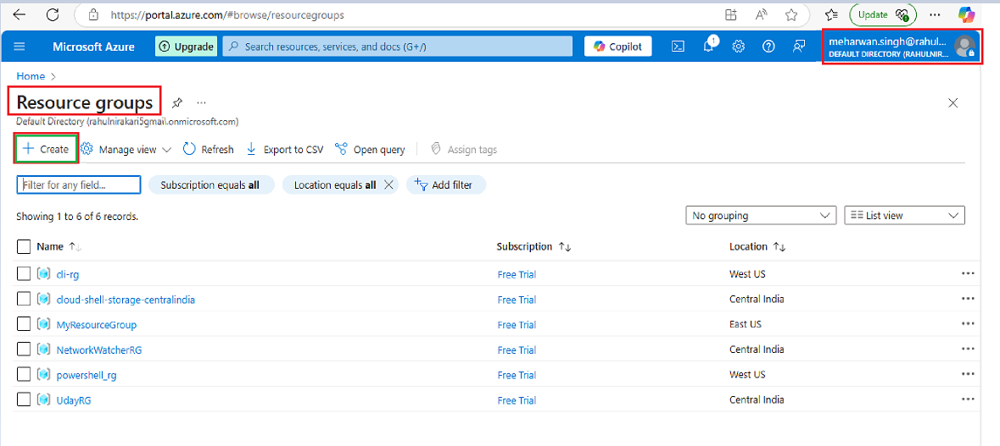 https://portal.azure.com/#browse/resourcegroups
Update
Microsoft Azure
Upgrade
Search resources, services, and docs (G+/)
Copilot
1
meharwan.singh@rahul...
DEFAULT DIRECTORY (RAHULNIR...
Home >
Resource groups
...
Default Directory (rahulnirakari5gmail.onmicrosoft.com)
+ Create
Manage view
Refresh
Export to CSV
Open query
Assign tags
Filter for any field...
Subscription equals all
Location equals all
Add filter
Showing 1 to 6 of 6 records.
No grouping
List view
Name ↑↓ Subscription ↑↓ Location ↑↓
cli-rg Free Trial West US ...
cloud-shell-storage-centralindia Free Trial Central India ...
MyResourceGroup Free Trial East US ...
NetworkWatcherRG Free Trial Central India ...
powershell_rg Free Trial West US ...
UdayRG Free Trial Central India ...